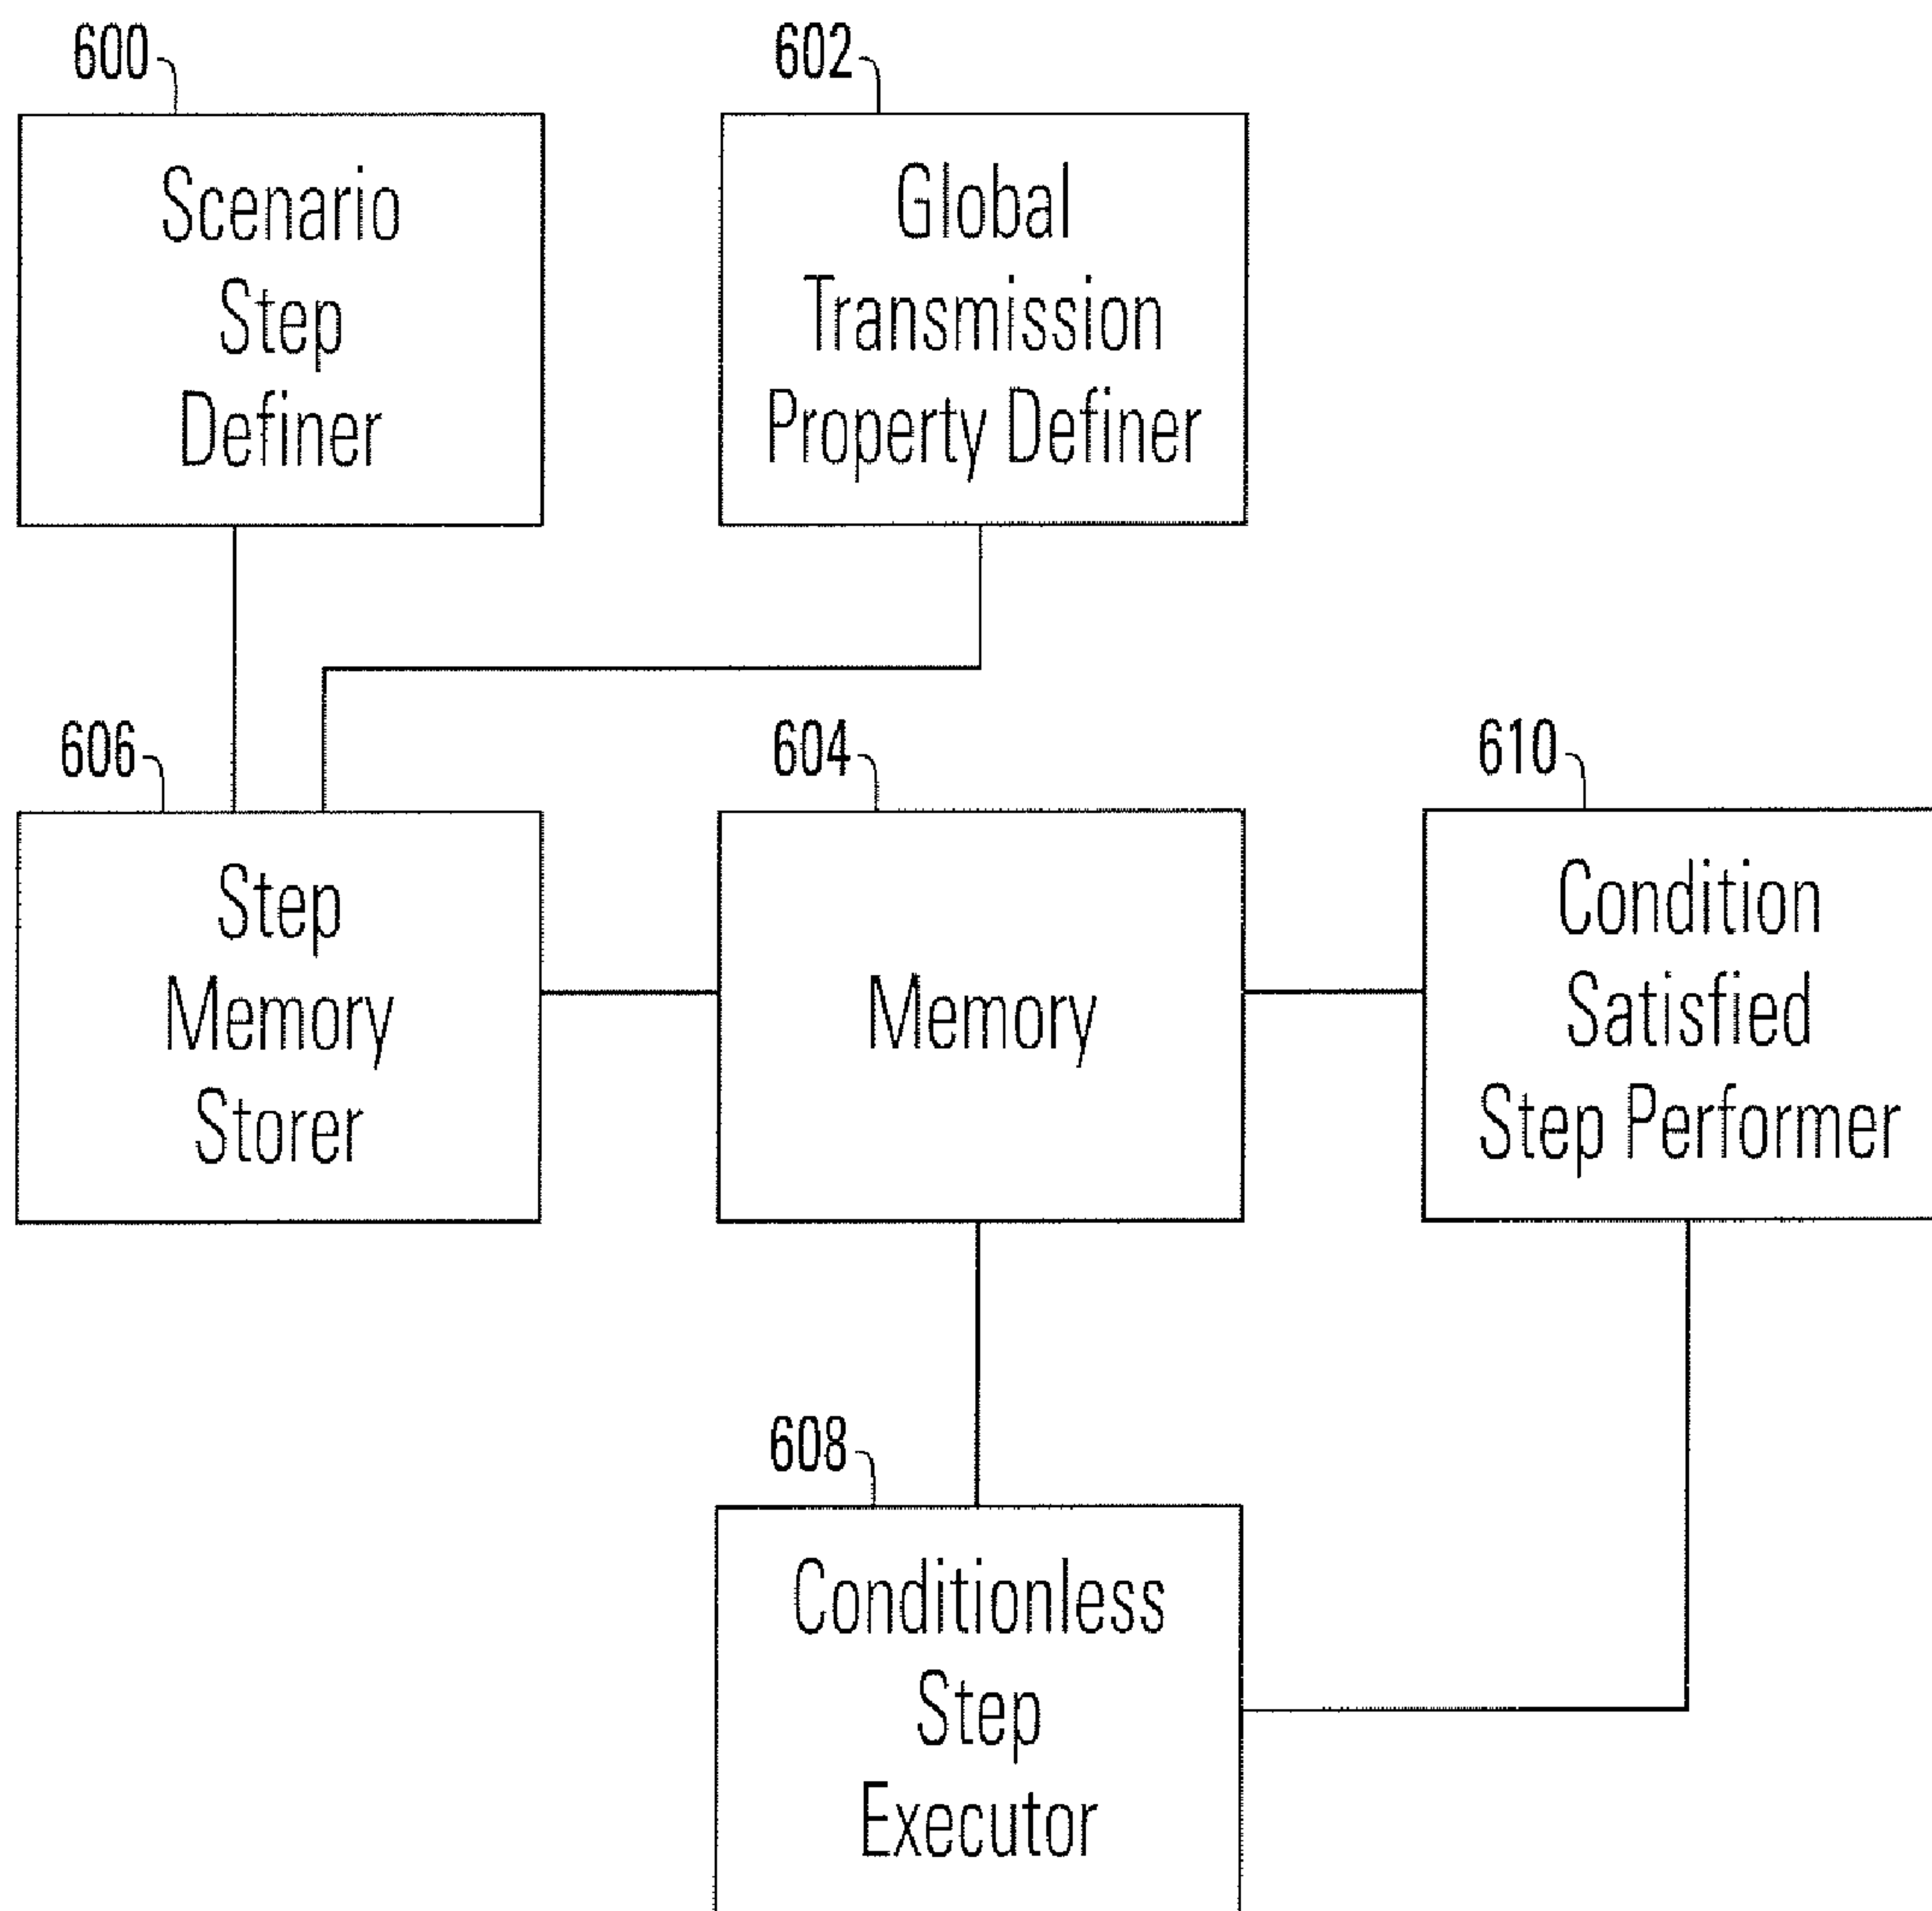 600
Scenario
Step
Definer
602
Global
Transmission
Property Definer
606
Step
Memory
Storer
604
Memory
610
Condition
Satisfied
Step Performer
608
Conditionless
Step
Executor